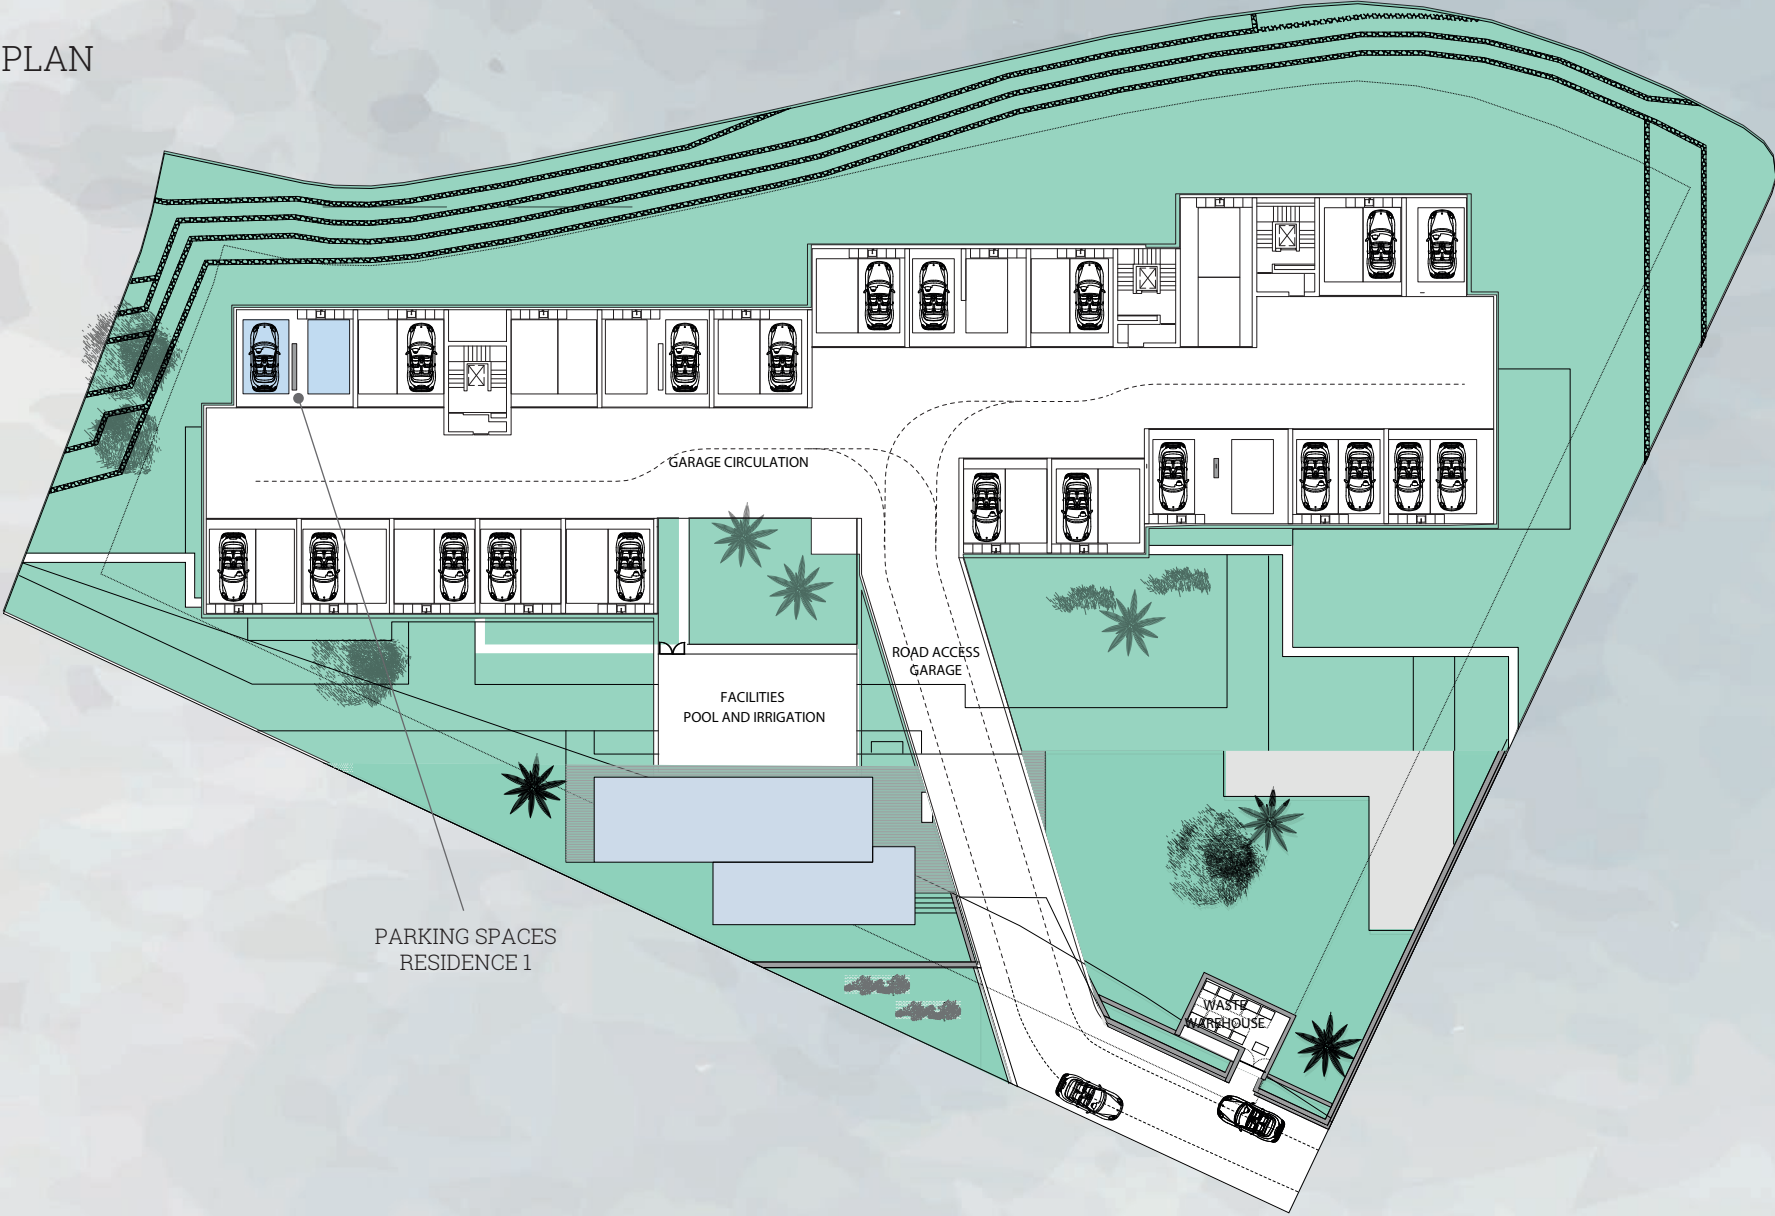 PLAN
GARAGE CIRCULATION
ROAD ACCESS
GARAGE
FACILITIES
POOL AND IRRIGATION
PARKING SPACES
RESIDENCE 1
WASTE
WAREHOUSE